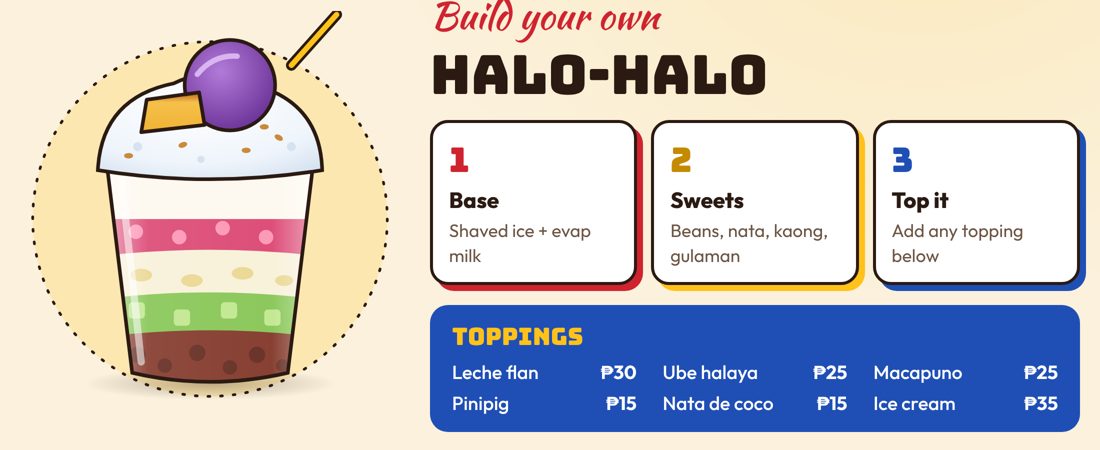 Build your own
HALO-HALO
1
Base
Shaved ice + evap
milk
2
Sweets
Beans, nata, kaong,
gulaman
3
Top it
Add any topping
below
TOPPINGS
Leche flan ₱30
Ube halaya ₱25
Macapuno ₱25
Pinipig ₱15
Nata de coco ₱15
Ice cream ₱35